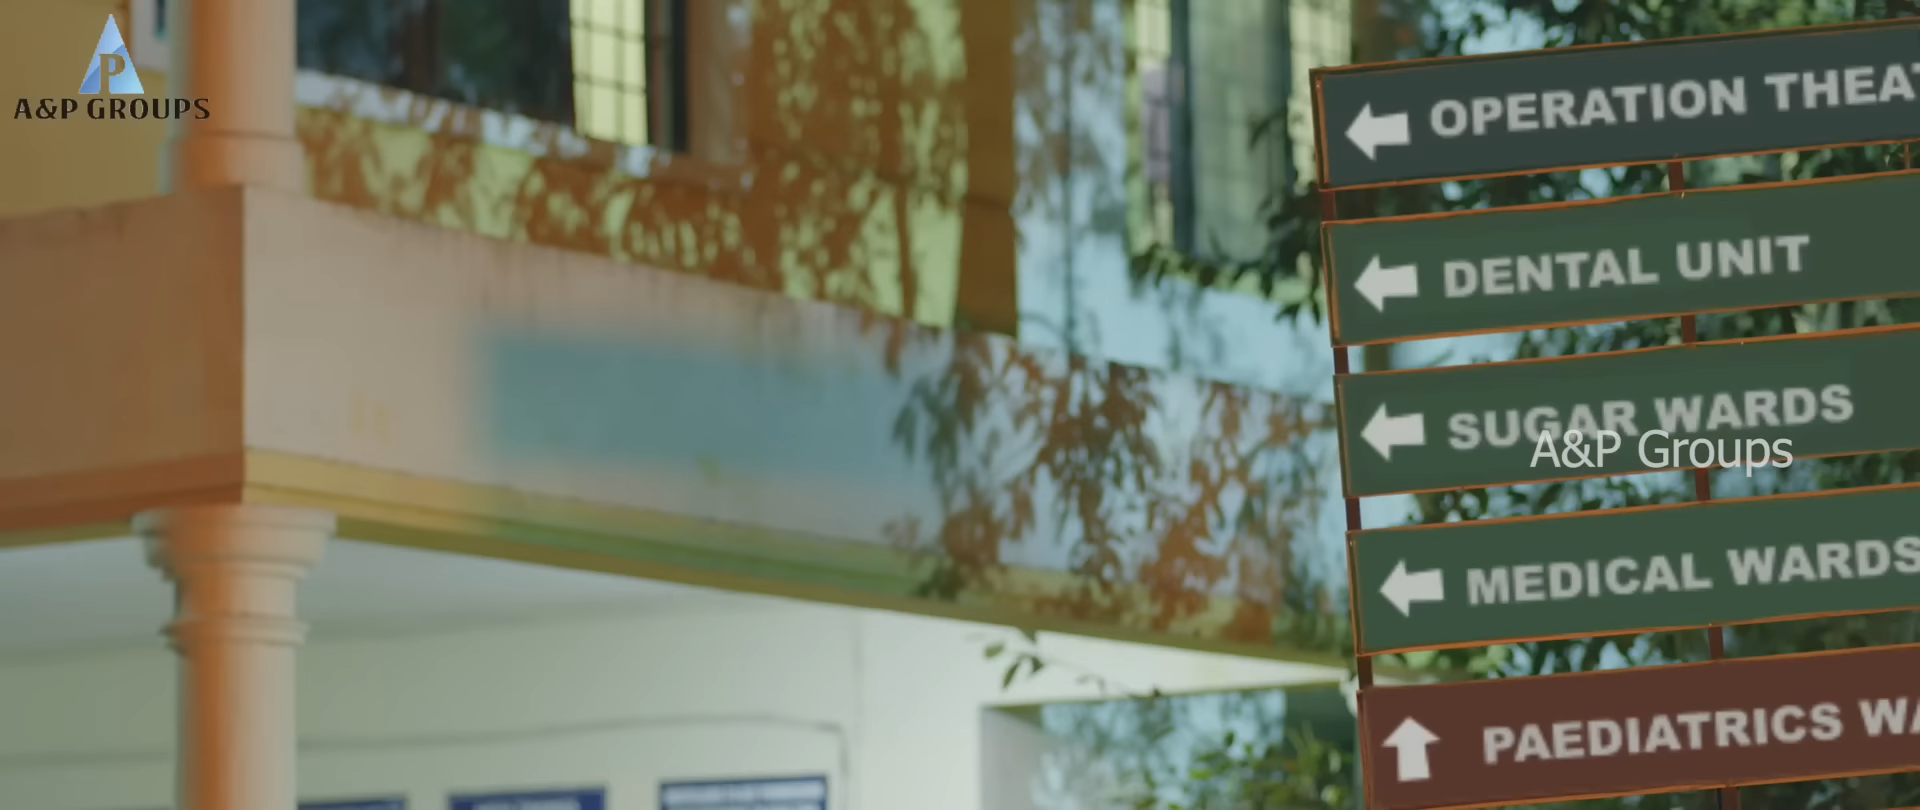 A&P GROUPS
OPERATION THEAT
DENTAL UNIT
SUGAR WARDS
A&P Groups
MEDICAL WARDS
PAEDIATRICS WA